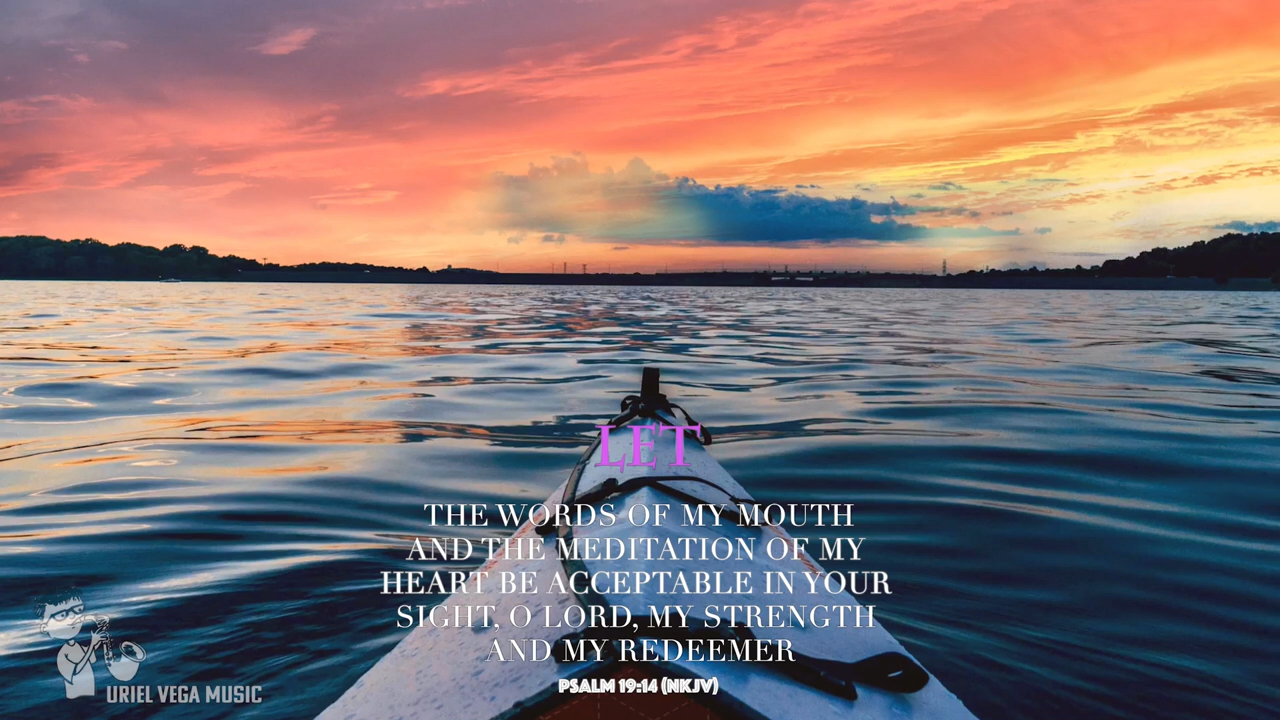 LET
THE WORDS OF MY MOUTH
AND THE MEDITATION OF MY
HEART BE ACCEPTABLE IN YOUR
SIGHT, O LORD, MY STRENGTH
AND MY REDEEMER
PSALM 19:14 (NKJV)
URIEL VEGA MUSIC